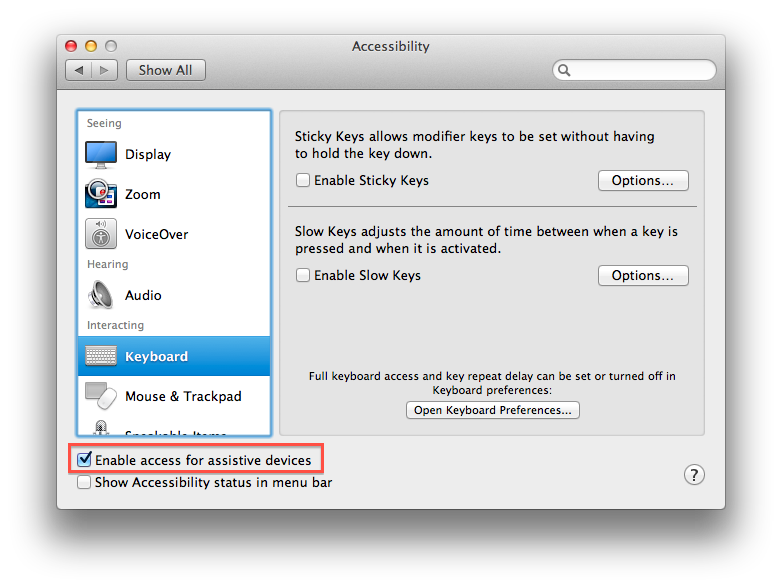 Accessibility
Show All
Seeing
Display
Zoom
VoiceOver
Hearing
Audio
Interacting
Keyboard
Mouse & Trackpad
Speakable Items
Sticky Keys allows modifier keys to be set without having
to hold the key down.
Enable Sticky Keys
Options...
Slow Keys adjusts the amount of time between when a key is
pressed and when it is activated.
Enable Slow Keys
Options...
Full keyboard access and key repeat delay can be set or turned off in
Keyboard preferences:
Open Keyboard Preferences...
Enable access for assistive devices
Show Accessibility status in menu bar
?